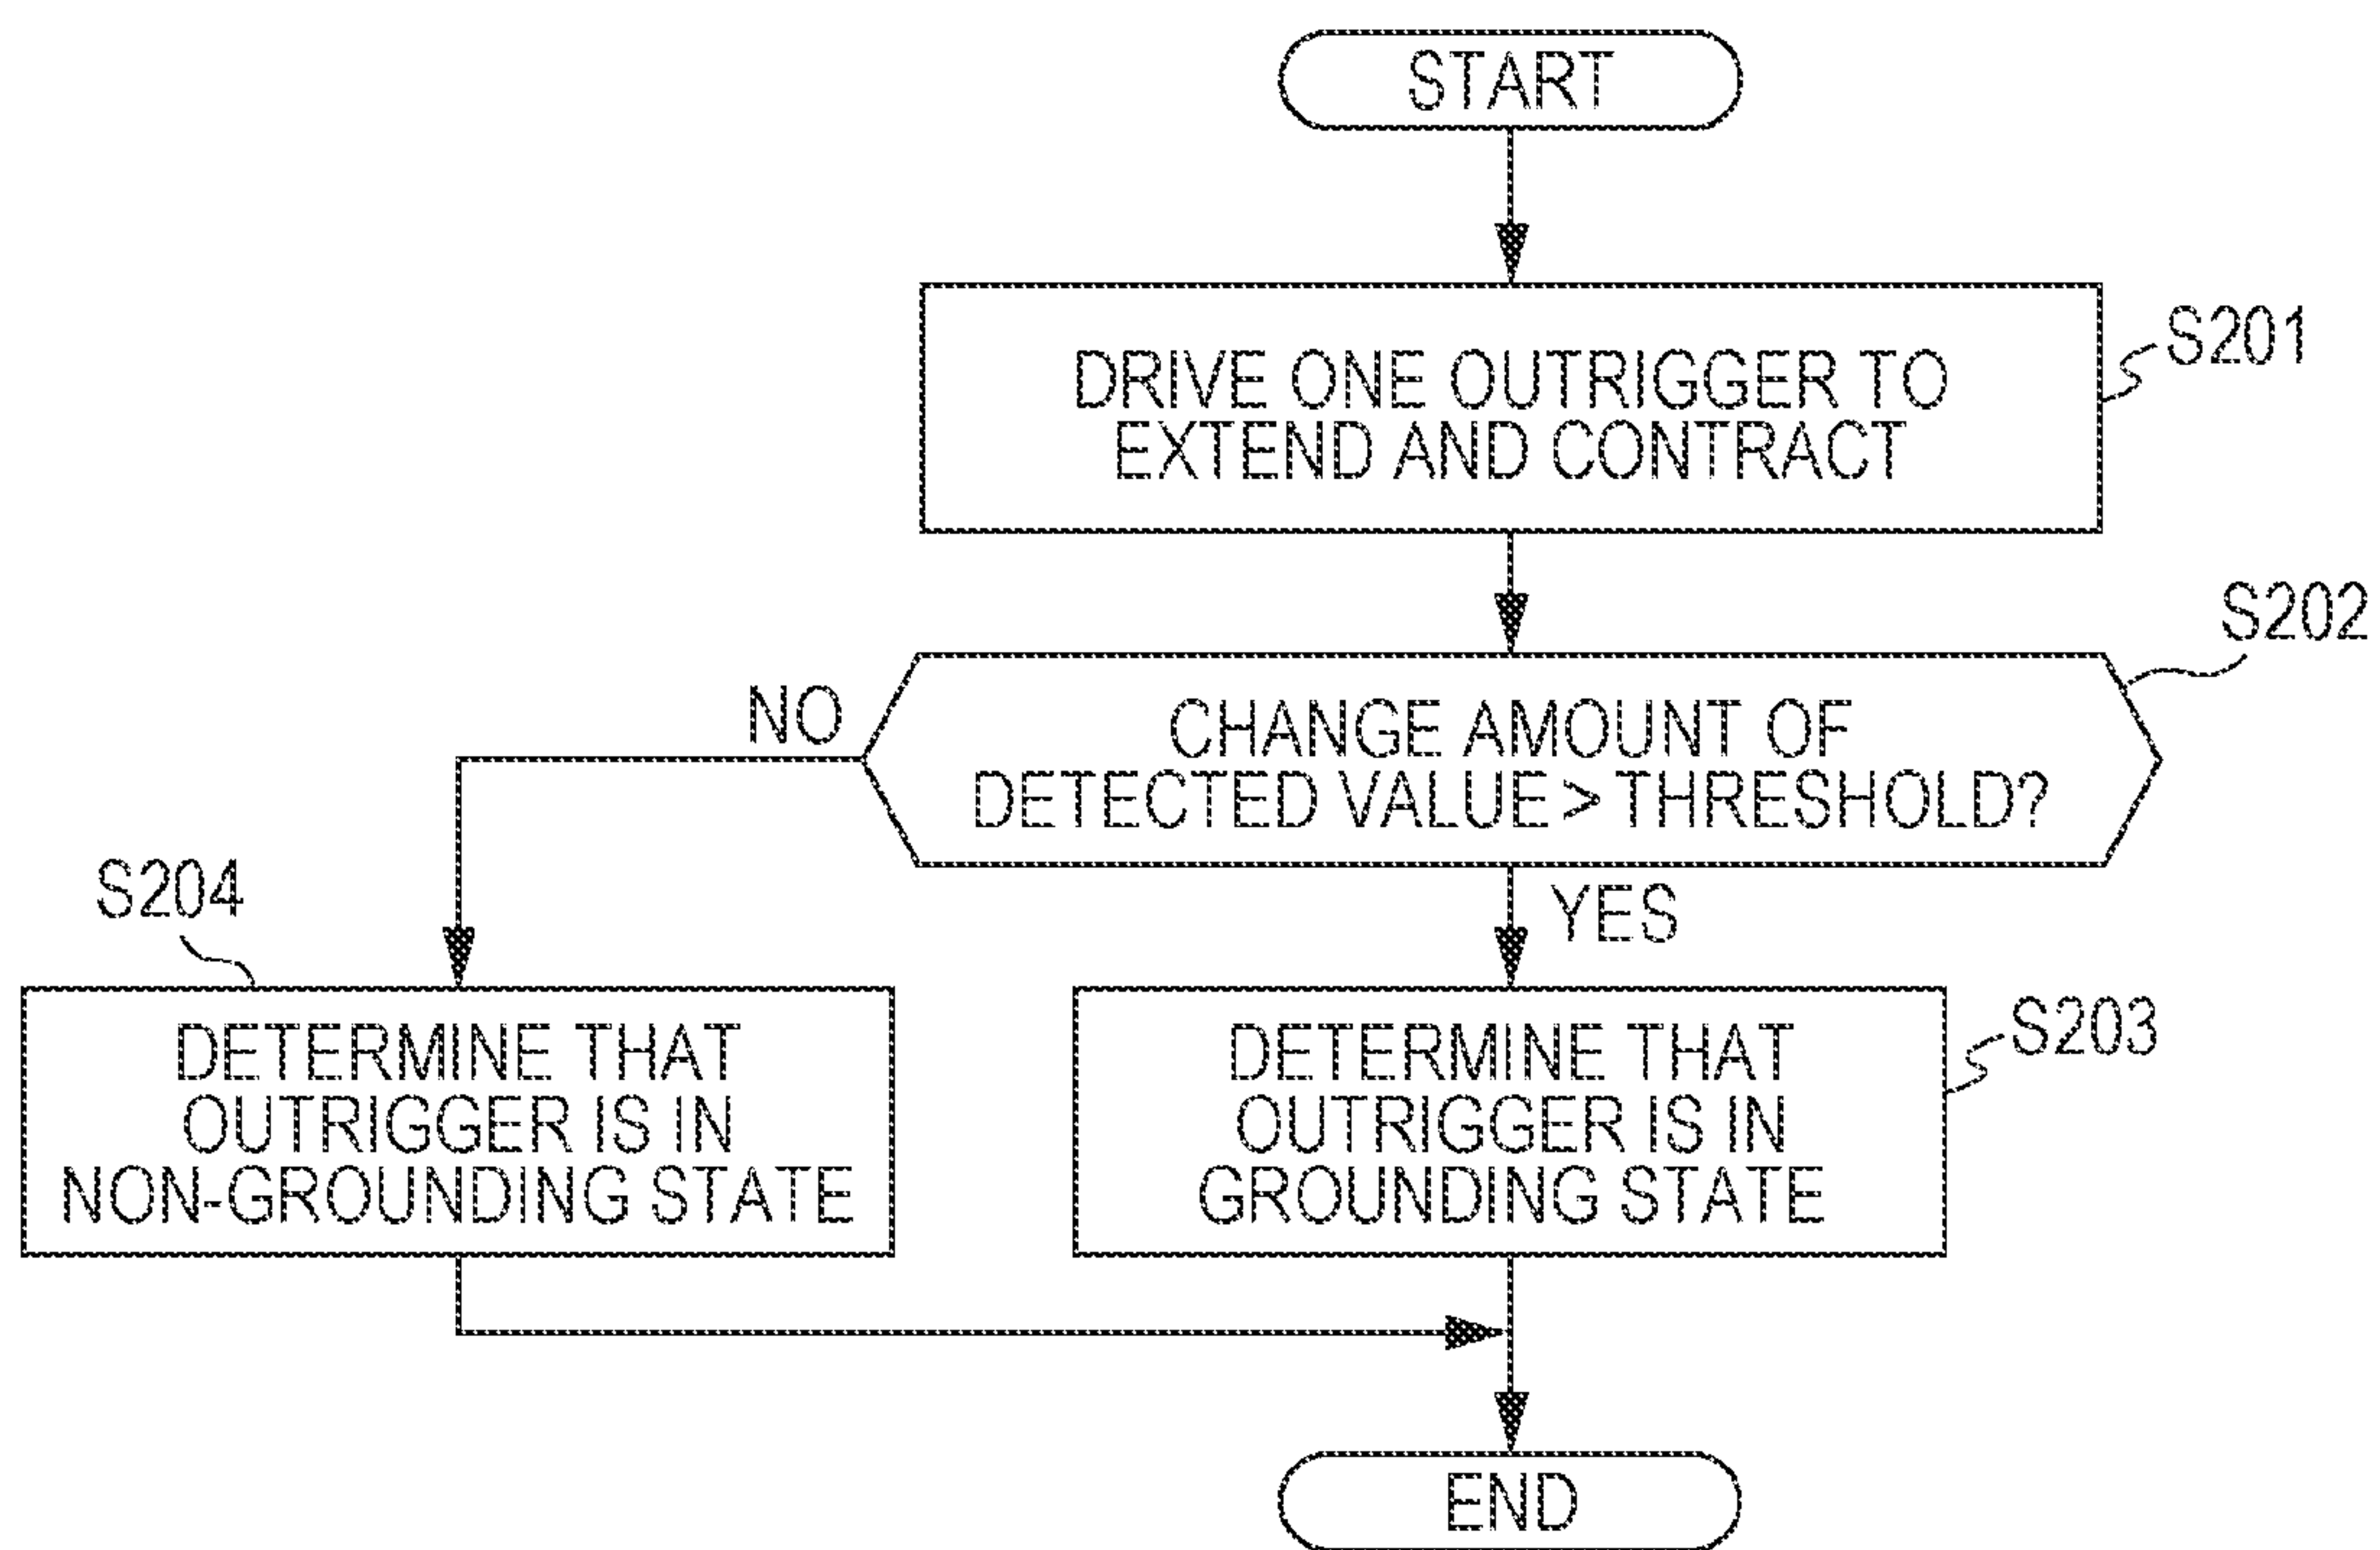 START
DRIVE ONE OUTRIGGER TO
EXTEND AND CONTRACT
S201
S202
CHANGE AMOUNT OF
DETECTED VALUE > THRESHOLD?
NO
YES
S204
DETERMINE THAT
OUTRIGGER IS IN
NON-GROUNDING STATE
DETERMINE THAT
OUTRIGGER IS IN
GROUNDING STATE
S203
END